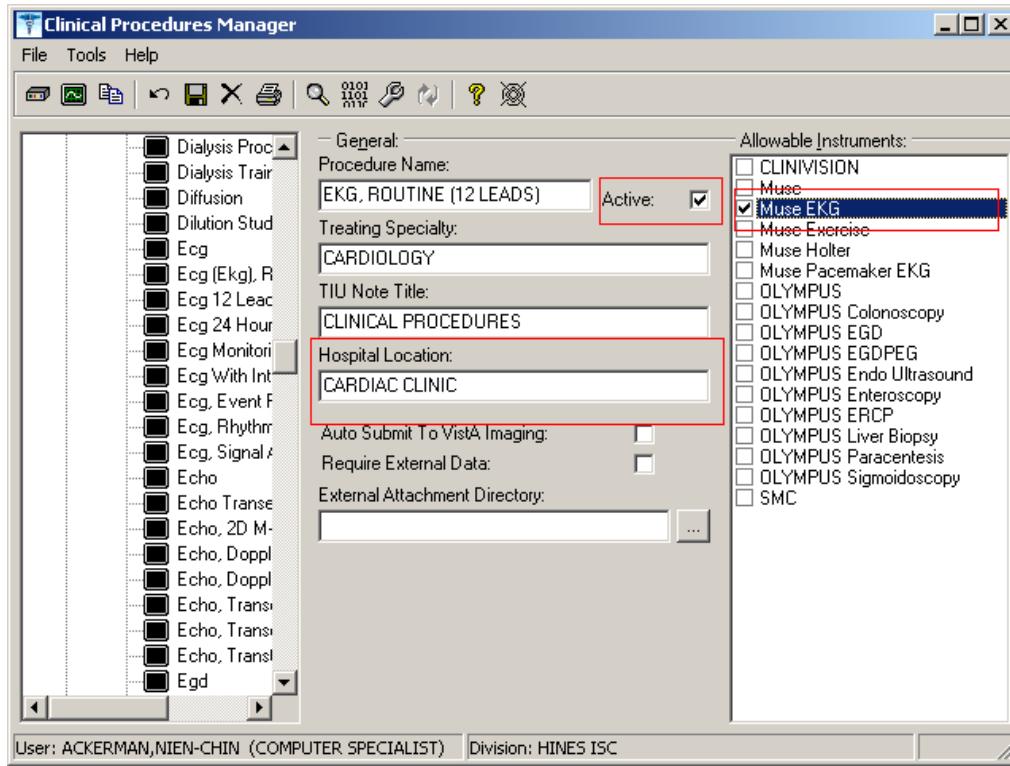 Clinical Procedures Manager
File Tools Help
Dialysis Proc
Dialysis Train
Diffusion
Dilution Stud
Ecg
Ecg (Ekg), R
Ecg 12 Lead
Ecg 24 Hour
Ecg Monitori
Ecg With Int
Ecg, Event F
Ecg, Rhythm
Ecg, Signal A
Echo
Echo Transe
Echo, 2D M-
Echo, Doppl
Echo, Doppl
Echo, Transe
Echo, Transe
Echo, Transt
Egd
General:
Procedure Name:
EKG, ROUTINE (12 LEADS)
Active:
Treating Specialty:
CARDIOLOGY
TIU Note Title:
CLINICAL PROCEDURES
Hospital Location:
CARDIAC CLINIC
Auto Submit To VistA Imaging:
Require External Data:
External Attachment Directory:
...
Allowable Instruments:
CLINIVISION
Muse
Muse EKG
Muse Exercise
Muse Holter
Muse Pacemaker EKG
OLYMPUS
OLYMPUS Colonoscopy
OLYMPUS EGD
OLYMPUS EGDPEG
OLYMPUS Endo Ultrasound
OLYMPUS Enteroscopy
OLYMPUS ERCP
OLYMPUS Liver Biopsy
OLYMPUS Paracentesis
OLYMPUS Sigmoidoscopy
SMC
User: ACKERMAN,NIEN-CHIN (COMPUTER SPECIALIST) Division: HINES ISC